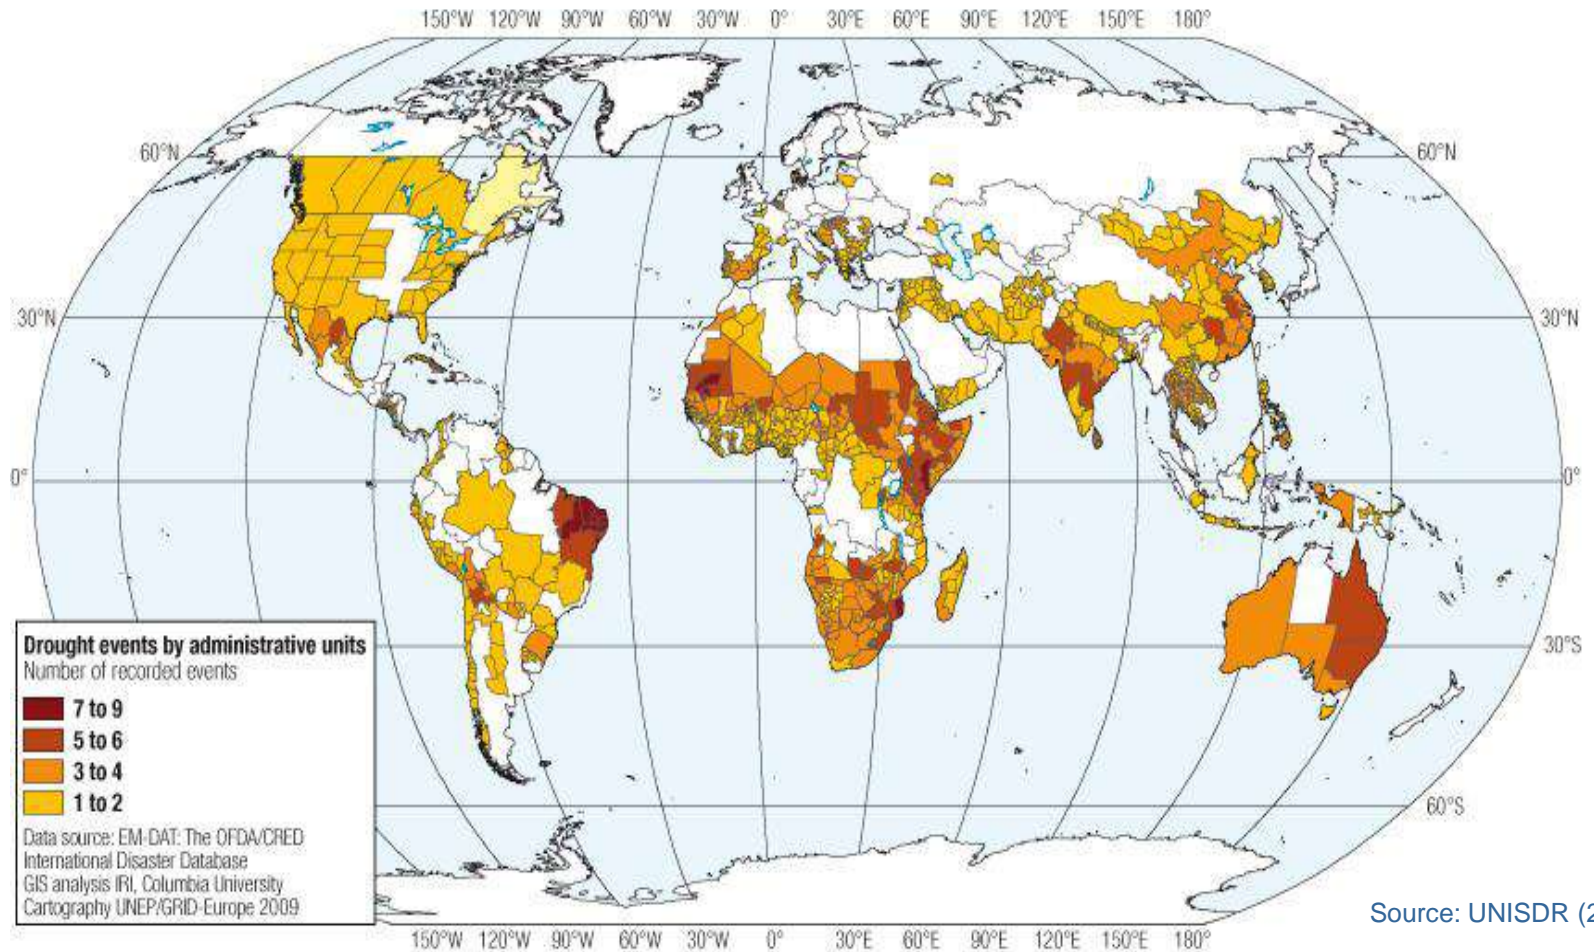 150°W 120°W 90°W 60°W 30°W 0° 30°E 60°E 90°E 120°E 150°E 180°
60°N 60°N
30°N 30°N
0° 0°
30°S
60°S
Drought events by administrative units
Number of recorded events
7 to 9
5 to 6
3 to 4
1 to 2
Data source: EM-DAT: The OFDA/CRED
International Disaster Database
GIS analysis IRI, Columbia University
Cartography UNEP/GRID-Europe 2009
Source: UNISDR (2
150°W 120°W 90°W 60°W 30°W 0° 30°E 60°E 90°E 120°E 150°E 180°